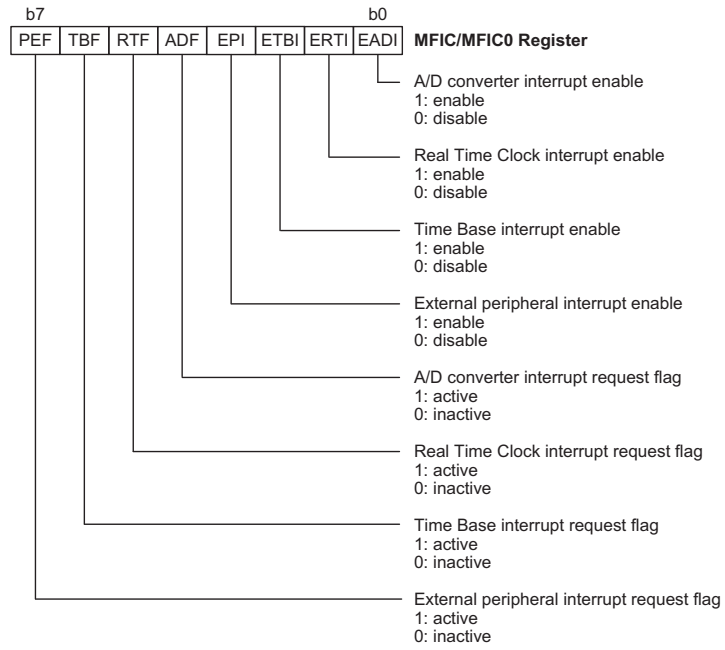 b7 b0
PEF TBF RTF ADF EPI ETBI ERTI EADI MFIC/MFIC0 Register
A/D converter interrupt enable
1: enable
0: disable
Real Time Clock interrupt enable
1: enable
0: disable
Time Base interrupt enable
1: enable
0: disable
External peripheral interrupt enable
1: enable
0: disable
A/D converter interrupt request flag
1: active
0: inactive
Real Time Clock interrupt request flag
1: active
0: inactive
Time Base interrupt request flag
1: active
0: inactive
External peripheral interrupt request flag
1: active
0: inactive